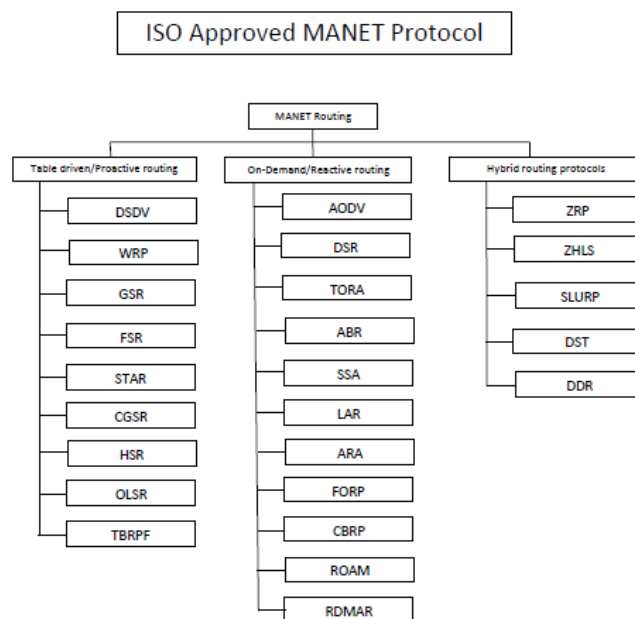 ISO Approved MANET Protocol
MANET Routing
Table driven/Proactive routing
DSDV
WRP
GSR
FSR
STAR
CGSR
HSR
OLSR
TBRPF
On-Demand/Reactive routing
AODV
DSR
TORA
ABR
SSA
LAR
ARA
FORP
CBRP
ROAM
RDMAR
Hybrid routing protocols
ZRP
ZHLS
SLURP
DST
DDR